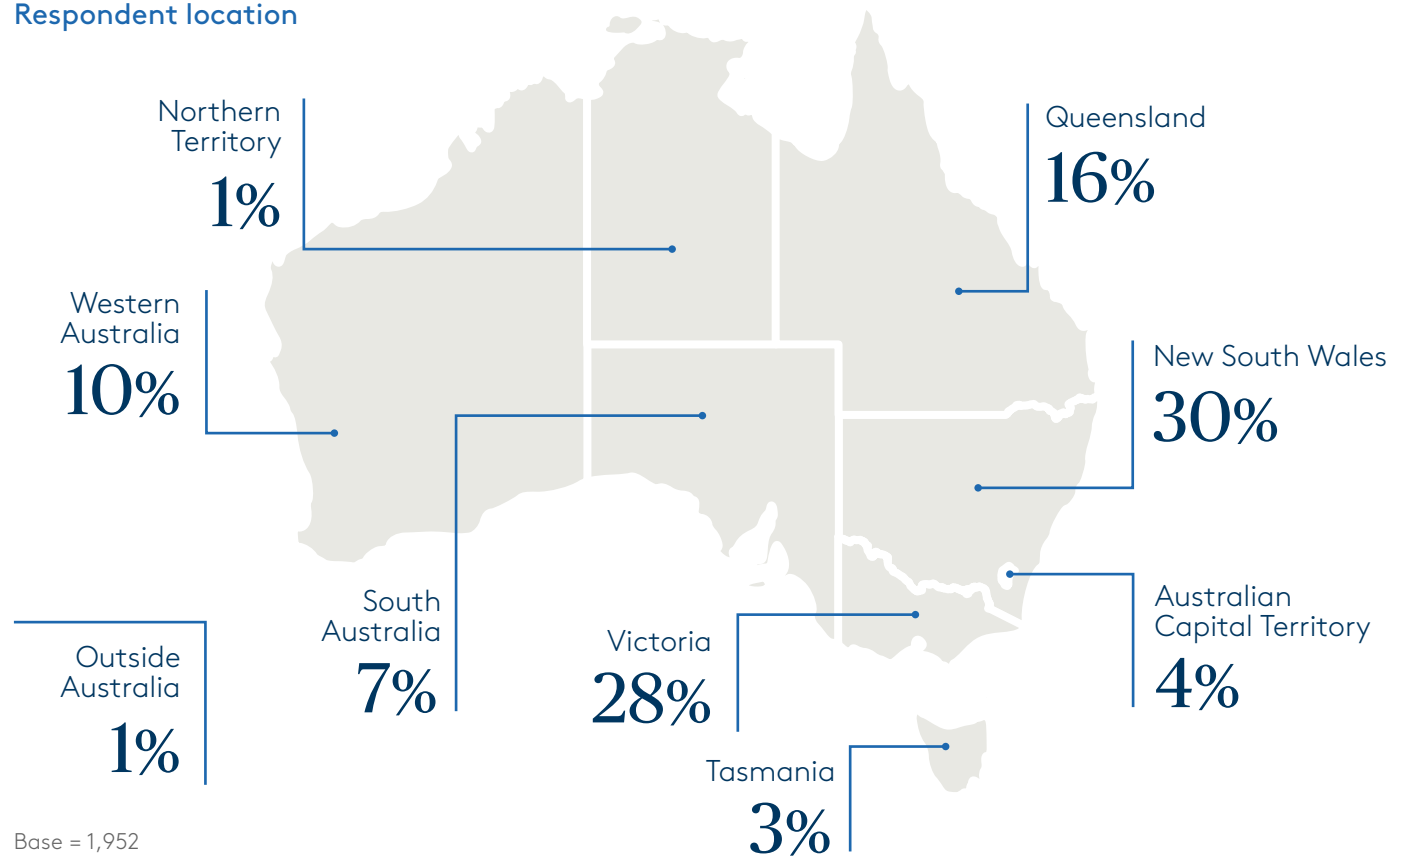 Respondent location
Northern
Territory
1%
Queensland
16%
Western
Australia
10%
New South Wales
30%
South
Australia
7%
Victoria
28%
Australian
Capital Territory
4%
Outside
Australia
1%
Tasmania
3%
Base = 1,952